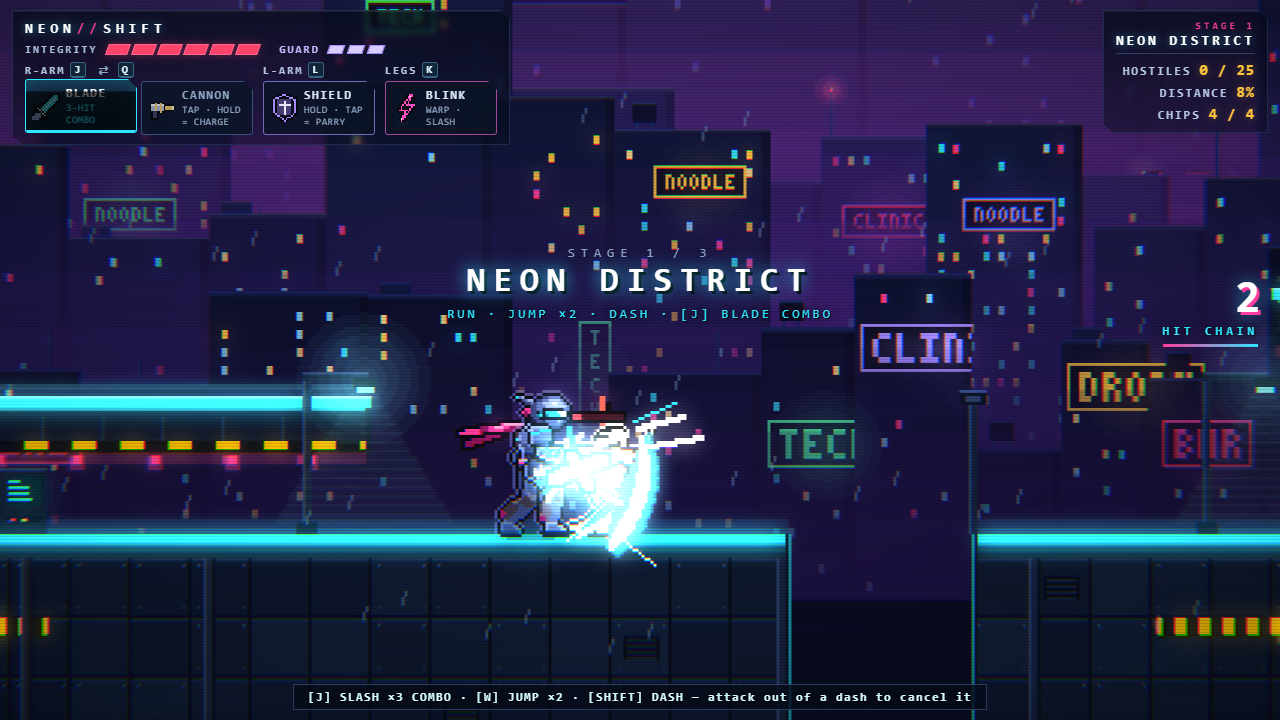 TECH
NEON//SHIFT
INTEGRITY GUARD
R-ARM J ⇄ Q L-ARM L LEGS K
BLADE
3-HIT
COMBO
CANNON
TAP · HOLD
= CHARGE
SHIELD
HOLD · TAP
= PARRY
BLINK
WARP ·
SLASH
STAGE 1
NEON DISTRICT
HOSTILES 0 / 25
DISTANCE 8%
CHIPS 4 / 4
NOODLE
NOODLE
CLINIC
NOODLE
STAGE 1 / 3
NEON DISTRICT
RUN · JUMP ×2 · DASH · [J] BLADE COMBO
2
HIT CHAIN
TEC
CLIN
DRO
TEC
BAR
[J] SLASH ×3 COMBO · [W] JUMP ×2 · [SHIFT] DASH — attack out of a dash to cancel it